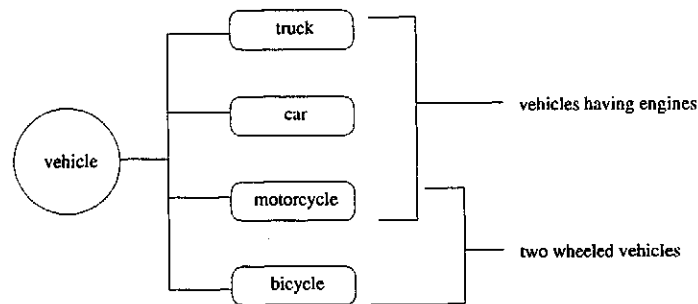 truck
vehicles having engines
car
vehicle
motorcycle
two wheeled vehicles
bicycle